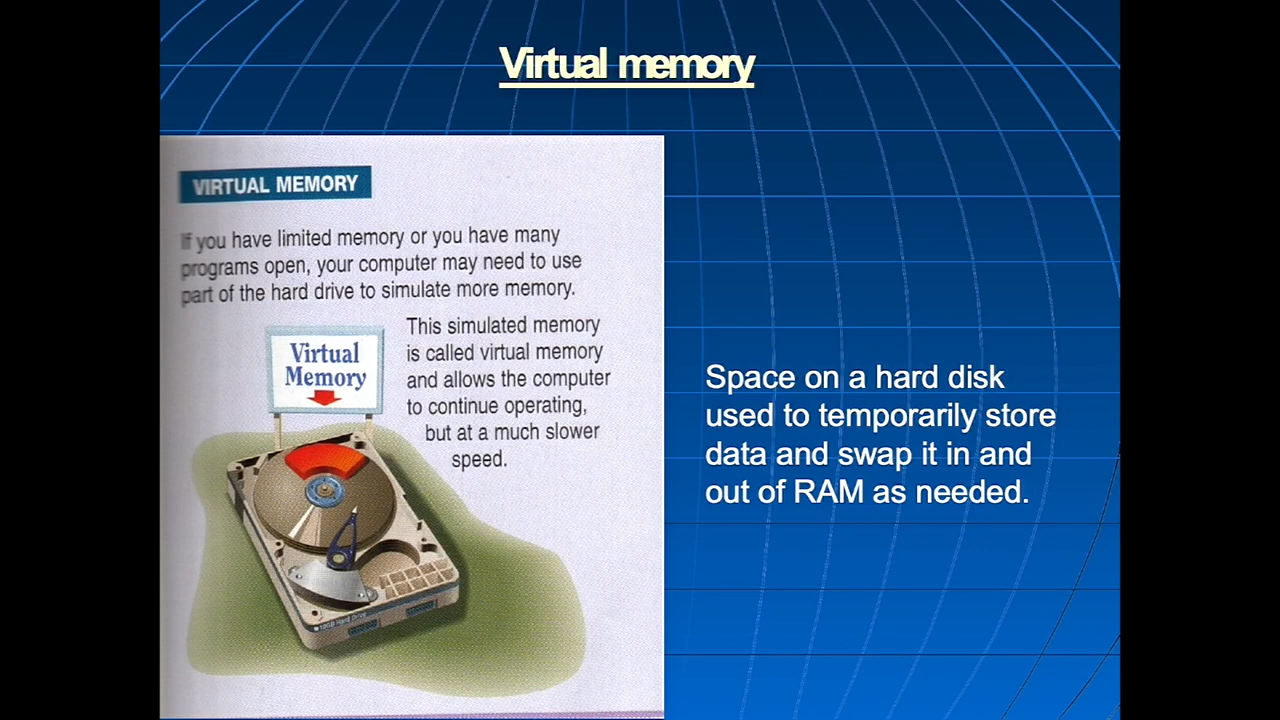 Virtual memory
VIRTUAL MEMORY
If you have limited memory or you have many
programs open, your computer may need to use
part of the hard drive to simulate more memory.
Virtual
Memory
This simulated memory
is called virtual memory
and allows the computer
to continue operating,
but at a much slower
speed.
10GB Hard Drive
Space on a hard disk
used to temporarily store
data and swap it in and
out of RAM as needed.